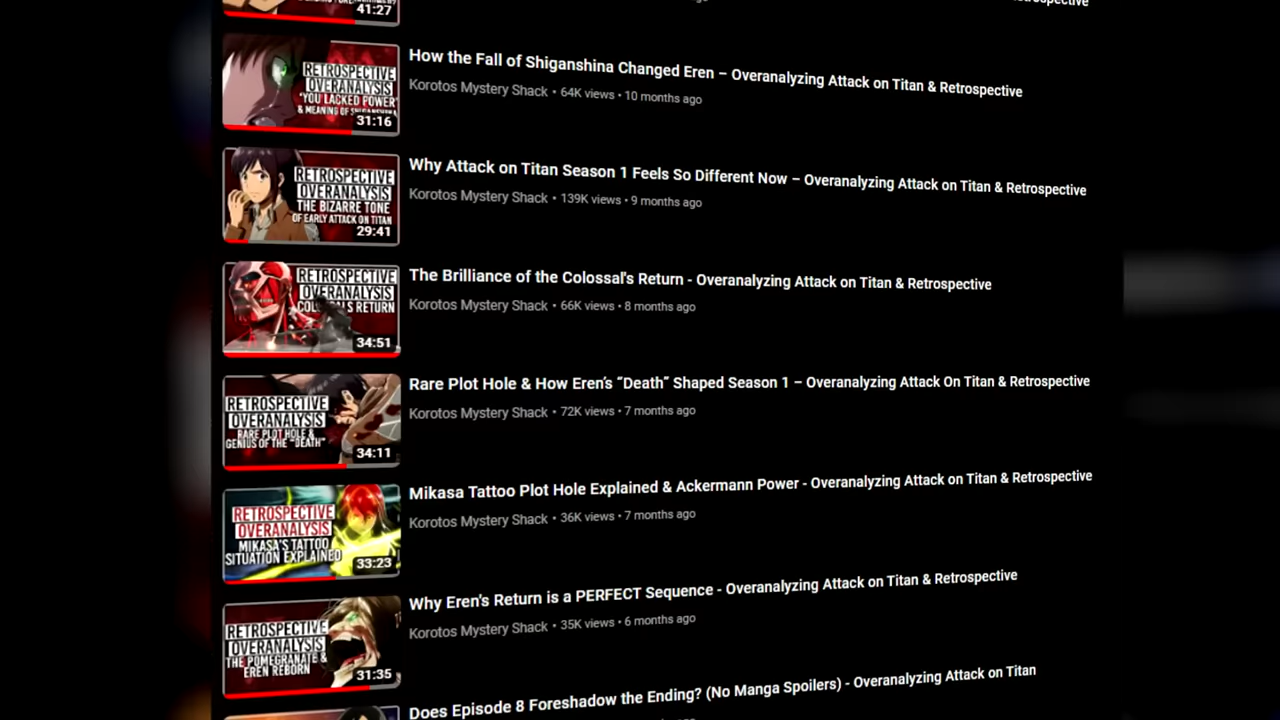 41:27
ago
Retrospective
RETROSPECTIVE
OVERANALYSIS
"YOU LACKED POWER"
& MEANING OF SHIGANSHINA
31:16
How the Fall of Shiganshina Changed Eren – Overanalyzing Attack on Titan & Retrospective
Korotos Mystery Shack • 64K views • 10 months ago
RETROSPECTIVE
OVERANALYSIS
THE BIZARRE TONE
OF EARLY ATTACK ON TITAN
29:41
Why Attack on Titan Season 1 Feels So Different Now – Overanalyzing Attack on Titan & Retrospective
Korotos Mystery Shack • 139K views • 9 months ago
RETROSPECTIVE
OVERANALYSIS
COLOSSALS RETURN
34:51
The Brilliance of the Colossal's Return - Overanalyzing Attack on Titan & Retrospective
Korotos Mystery Shack • 66K views • 8 months ago
RETROSPECTIVE
OVERANALYSIS
RARE PLOT HOLE &
GENIUS OF THE "DEATH"
34:11
Rare Plot Hole & How Eren's “Death” Shaped Season 1 – Overanalyzing Attack On Titan & Retrospective
Korotos Mystery Shack • 72K views • 7 months ago
RETROSPECTIVE
OVERANALYSIS
MIKASA'S TATTOO
SITUATION EXPLAINED
33:23
Mikasa Tattoo Plot Hole Explained & Ackermann Power - Overanalyzing Attack on Titan & Retrospective
Korotos Mystery Shack • 36K views • 7 months ago
RETROSPECTIVE
OVERANALYSIS
THE POMEGRANATE &
EREN REBORN
31:35
Why Eren's Return is a PERFECT Sequence - Overanalyzing Attack on Titan & Retrospective
Korotos Mystery Shack • 35K views • 6 months ago
Does Episode 8 Foreshadow the Ending? (No Manga Spoilers) - Overanalyzing Attack on Titan